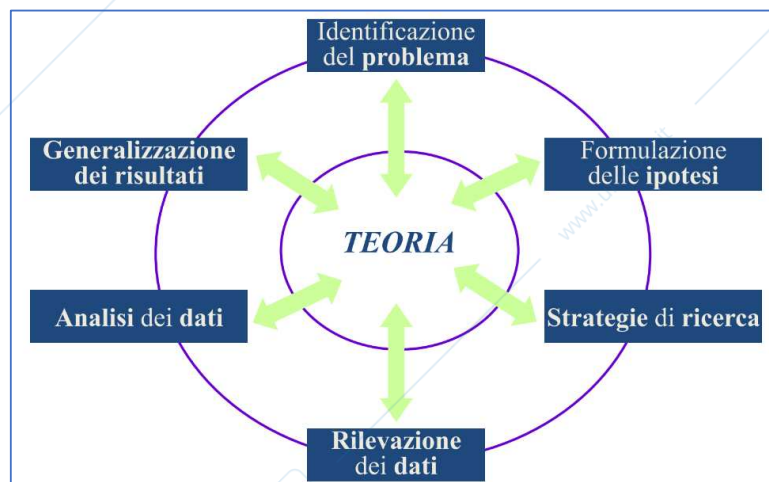 Identificazione
del problema
Generalizzazione
dei risultati
Formulazione
delle ipotesi
TEORIA
Analisi dei dati
Strategie di ricerca
Rilevazione
dei dati